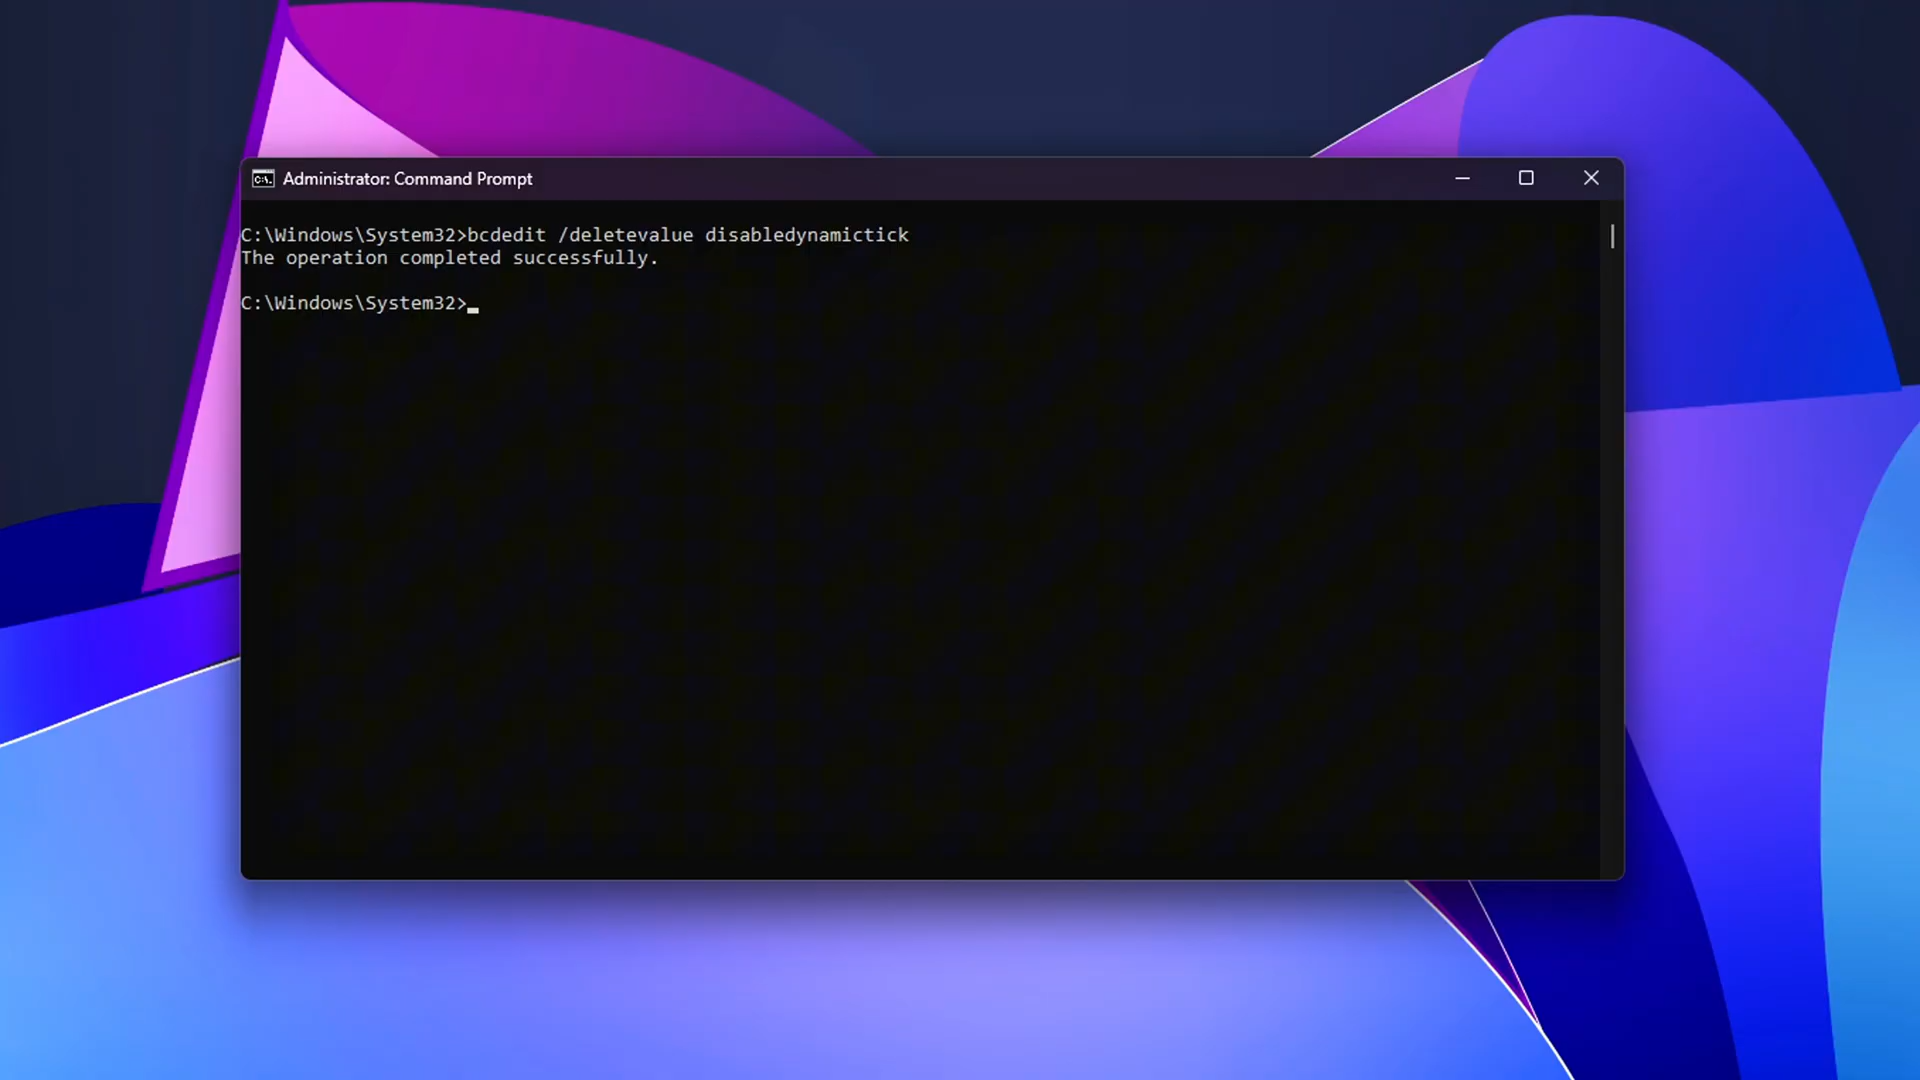 Administrator: Command Prompt
C:\Windows\System32>bcdedit /deletevalue disabledynamictick
The operation completed successfully.
C:\Windows\System32>